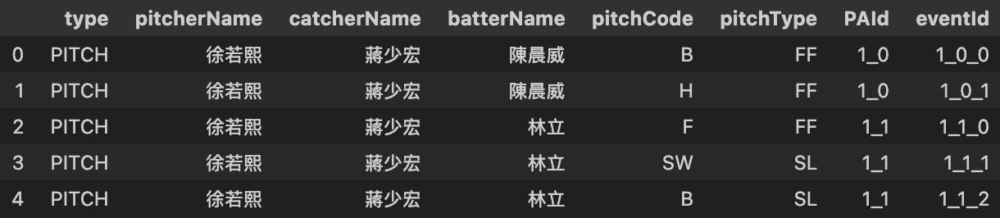 type pitcherName catcherName batterName pitchCode pitchType PAId eventId
0 PITCH 徐若熙 蔣少宏 陳晨威 B FF 1_0 1_0_0
1 PITCH 徐若熙 蔣少宏 陳晨威 H FF 1_0 1_0_1
2 PITCH 徐若熙 蔣少宏 林立 F FF 1_1 1_1_0
3 PITCH 徐若熙 蔣少宏 林立 SW SL 1_1 1_1_1
4 PITCH 徐若熙 蔣少宏 林立 B SL 1_1 1_1_2